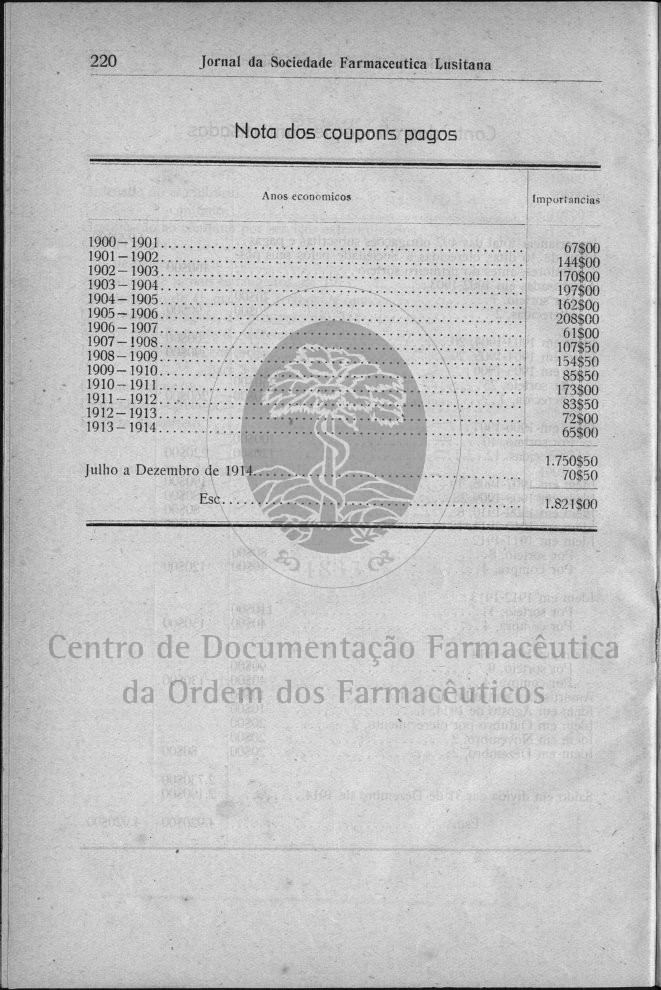 220 Jornal da Sociedade Farmaceutica Lusitana
Nota dos coupons pagos
Anos economicos Importancias
1900—1901 67$00
1901—1902 144$00
1902—1903 170$00
1903—1904 197$00
1904—1905 162$00
1905—1906 208$00
1906—1907 61$00
1907—1908 107$50
1908—1909 154$50
1909—1910 85$50
1910—1911 173$00
1911—1912 83$50
1912—1913 72$00
1913—1914 65$00
1.750$50
Julho a Dezembro de 1914 70$50
Esc. 1.821$00
Centro de Documentação Farmacêutica
da Ordem dos Farmacêuticos